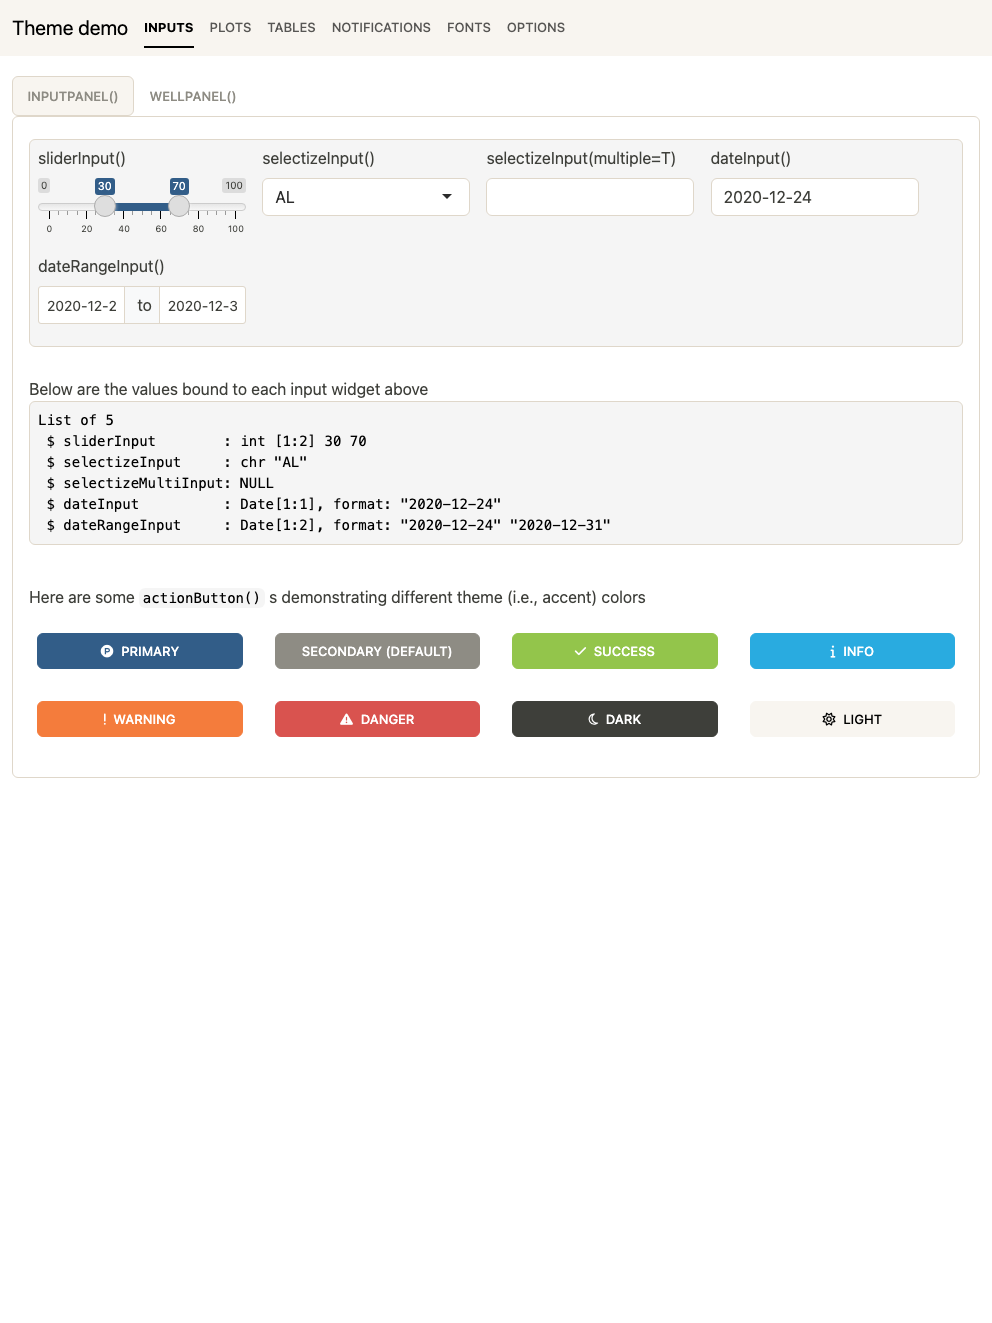 Theme demo INPUTS PLOTS TABLES NOTIFICATIONS FONTS OPTIONS
INPUTPANEL() WELLPANEL()
sliderInput() selectizeInput() selectizeInput(multiple=T) dateInput()
0 30 70 100
AL 2020-12-24
0 20 40 60 80 100
dateRangeInput()
2020-12-2 to 2020-12-3
Below are the values bound to each input widget above
List of 5
$ sliderInput : int [1:2] 30 70
$ selectizeInput : chr "AL"
$ selectizeMultiInput: NULL
$ dateInput : Date[1:1], format: "2020-12-24"
$ dateRangeInput : Date[1:2], format: "2020-12-24" "2020-12-31"
Here are some actionButton() s demonstrating different theme (i.e., accent) colors
PRIMARY SECONDARY (DEFAULT) SUCCESS INFO
WARNING DANGER DARK LIGHT